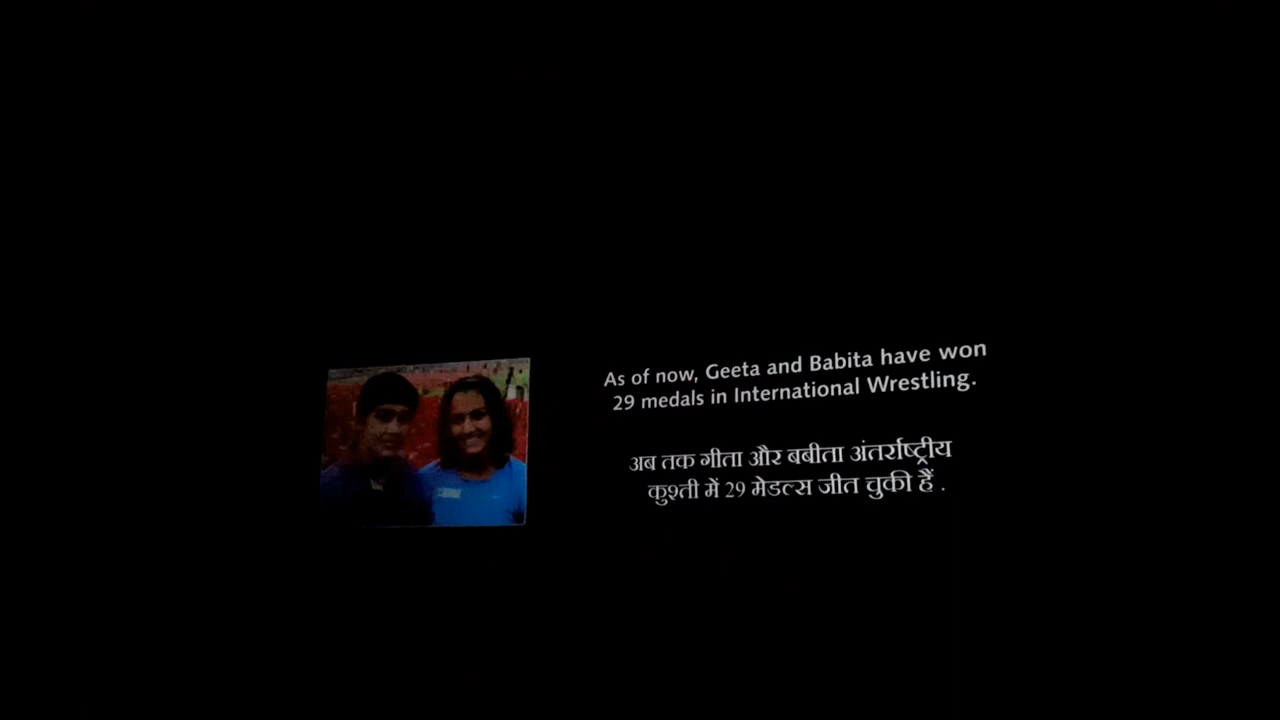 As of now, Geeta and Babita have won
29 medals in International Wrestling.
अब तक गीता और बबीता अंतर्राष्ट्रीय
कुश्ती में 29 मेडल्स जीत चुकी हैं .